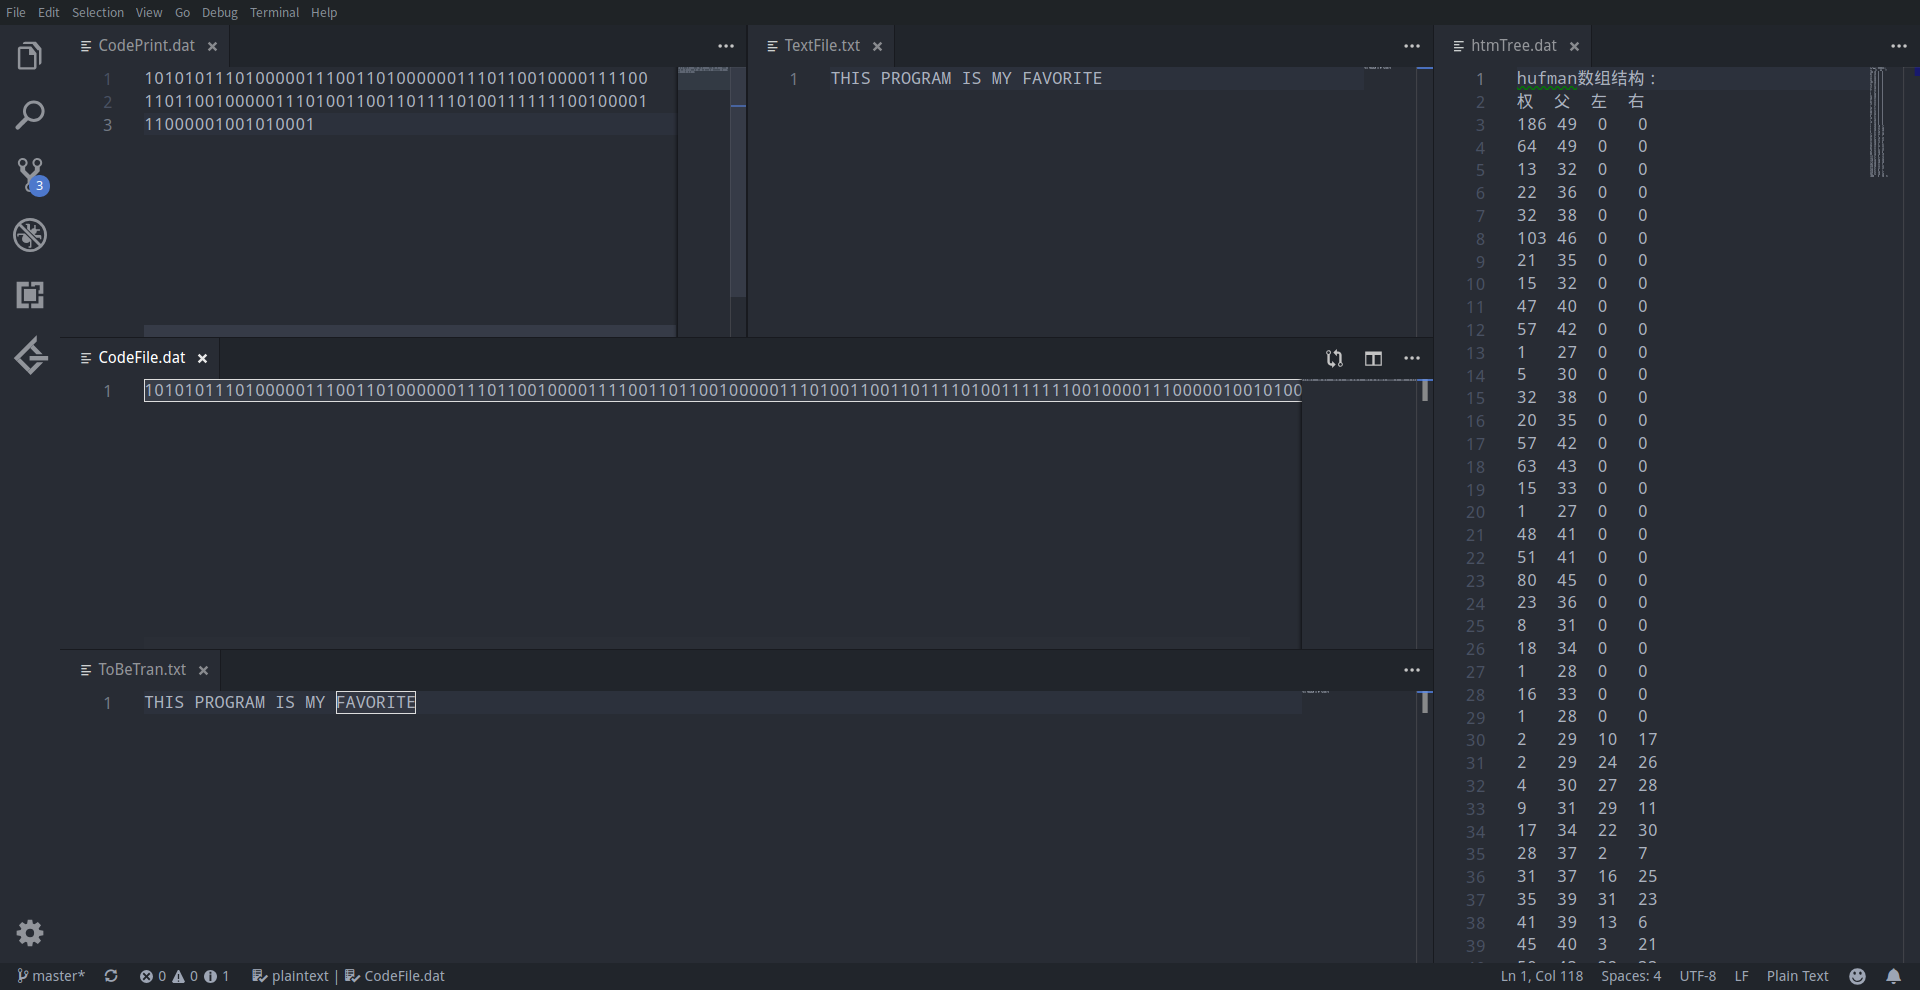 File Edit Selection View Go Debug Terminal Help
CodePrint.dat
1 10101011101000001110011010000001110110010000111100
2 11011001000001110100110011011110100111111100100001
3 11000001001010001
TextFile.txt
1 THIS PROGRAM IS MY FAVORITE
CodeFile.dat
1 1010101110100000111001101000000111011001000011110011011001000001110100110011011110100111111100100001110000010010100
ToBeTran.txt
1 THIS PROGRAM IS MY FAVORITE
htmTree.dat
1 hufman数组结构：
2 权 父 左 右
3 186 49 0 0
4 64 49 0 0
5 13 32 0 0
6 22 36 0 0
7 32 38 0 0
8 103 46 0 0
9 21 35 0 0
10 15 32 0 0
11 47 40 0 0
12 57 42 0 0
13 1 27 0 0
14 5 30 0 0
15 32 38 0 0
16 20 35 0 0
17 57 42 0 0
18 63 43 0 0
19 15 33 0 0
20 1 27 0 0
21 48 41 0 0
22 51 41 0 0
23 80 45 0 0
24 23 36 0 0
25 8 31 0 0
26 18 34 0 0
27 1 28 0 0
28 16 33 0 0
29 1 28 0 0
30 2 29 10 17
31 2 29 24 26
32 4 30 27 28
33 9 31 29 11
34 17 34 22 30
35 28 37 2 7
36 31 37 16 25
37 35 39 31 23
38 41 39 13 6
39 45 40 3 21
3
master* 0 0 1 plaintext | CodeFile.dat Ln 1, Col 118 Spaces: 4 UTF-8 LF Plain Text